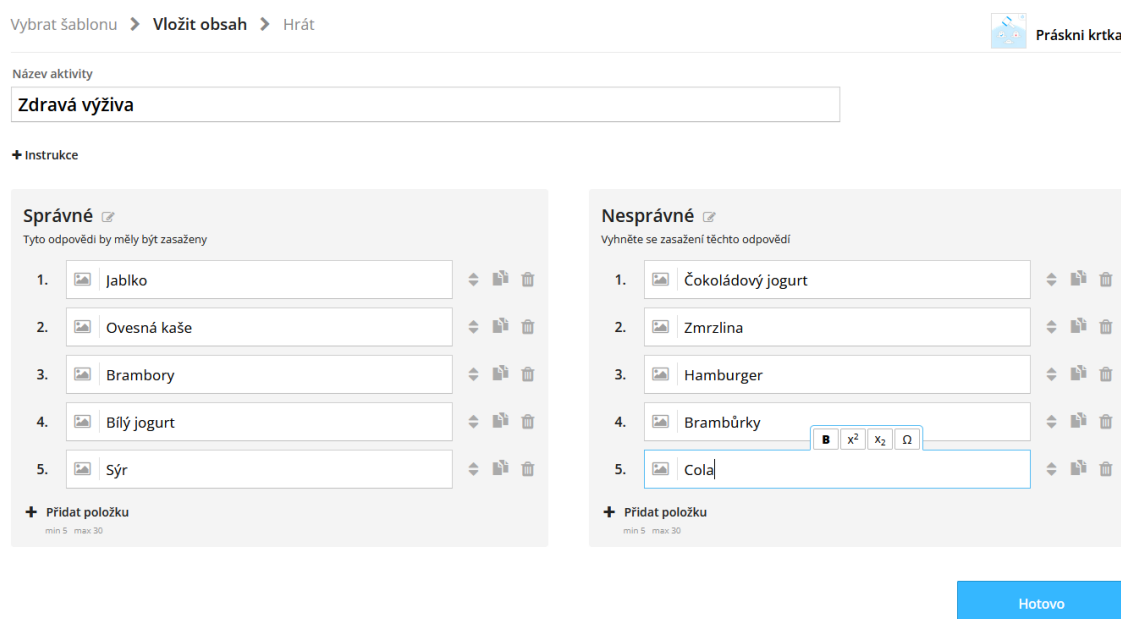 Vybrat šablonu > Vložit obsah > Hrát
Práskni krtka
Název aktivity
Zdravá výživa
+ Instrukce
Správné
Tyto odpovědi by měly být zasaženy
1. Jablko
2. Ovesná kaše
3. Brambory
4. Bílý jogurt
5. Sýr
+ Přidat položku
min 5 max 30
Nesprávné
Vyhněte se zasažení těchto odpovědí
1. Čokoládový jogurt
2. Zmrzlina
3. Hamburger
4. Brambůrky
B x² x₂ Ω
5. Cola
+ Přidat položku
min 5 max 30
Hotovo